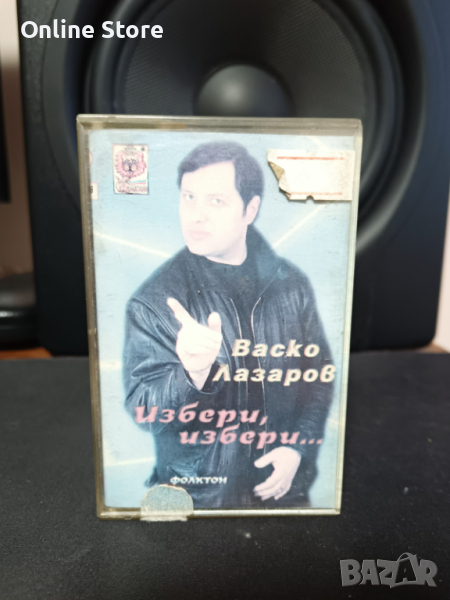 Online Store
Васко
Лазаров
Избери,
избери...
ФОЛКТОН
BAZAR